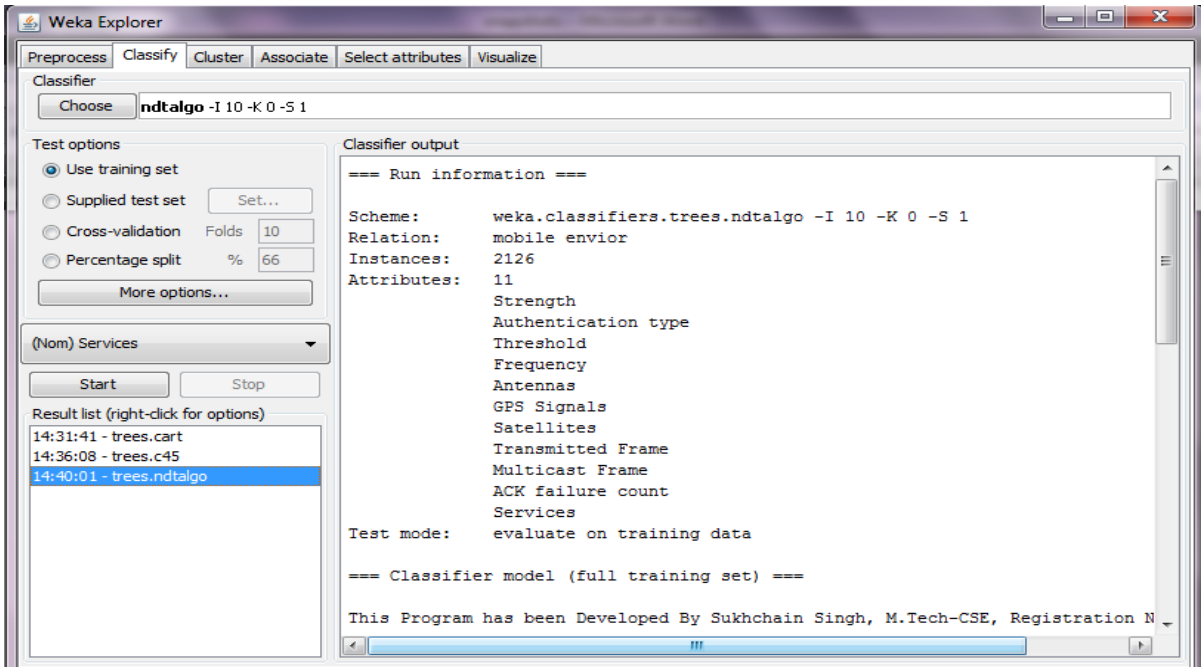 Weka Explorer
Preprocess Classify Cluster Associate Select attributes Visualize
Classifier
Choose ndtalgo -I 10 -K 0 -S 1
Test options
Use training set
Supplied test set Set...
Cross-validation Folds 10
Percentage split % 66
More options...
(Nom) Services
Start Stop
Result list (right-click for options)
14:31:41 - trees.cart
14:36:08 - trees.c45
14:40:01 - trees.ndtalgo
Classifier output
=== Run information ===
Scheme: weka.classifiers.trees.ndtalgo -I 10 -K 0 -S 1
Relation: mobile envior
Instances: 2126
Attributes: 11
Strength
Authentication type
Threshold
Frequency
Antennas
GPS Signals
Satellites
Transmitted Frame
Multicast Frame
ACK failure count
Services
Test mode: evaluate on training data
=== Classifier model (full training set) ===
This Program has been Developed By Sukhchain Singh, M.Tech-CSE, Registration N